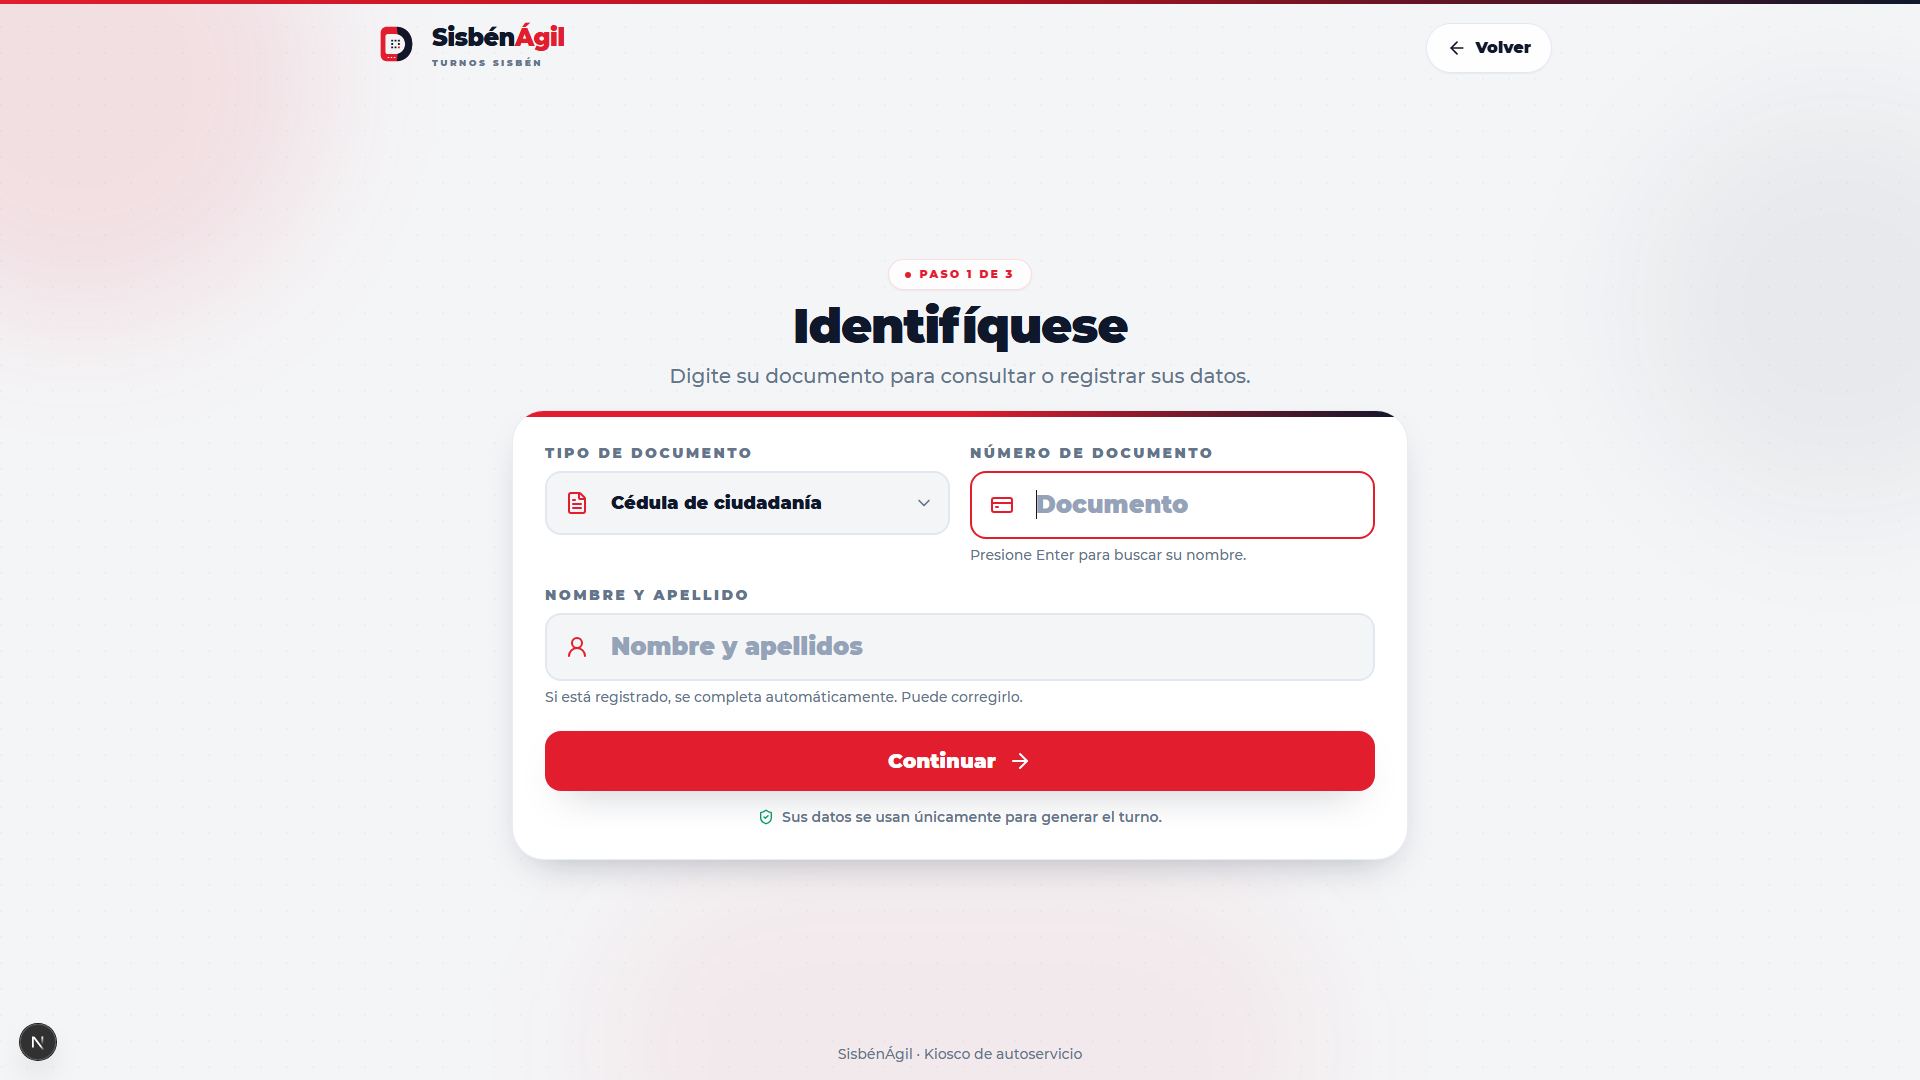 SisbénÁgil
TURNOS SISBÉN
Volver
PASO 1 DE 3
Identifíquese
Digite su documento para consultar o registrar sus datos.
TIPO DE DOCUMENTO
Cédula de ciudadanía
NÚMERO DE DOCUMENTO
Documento
Presione Enter para buscar su nombre.
NOMBRE Y APELLIDO
Nombre y apellidos
Si está registrado, se completa automáticamente. Puede corregirlo.
Continuar
Sus datos se usan únicamente para generar el turno.
SisbénÁgil · Kiosco de autoservicio
N